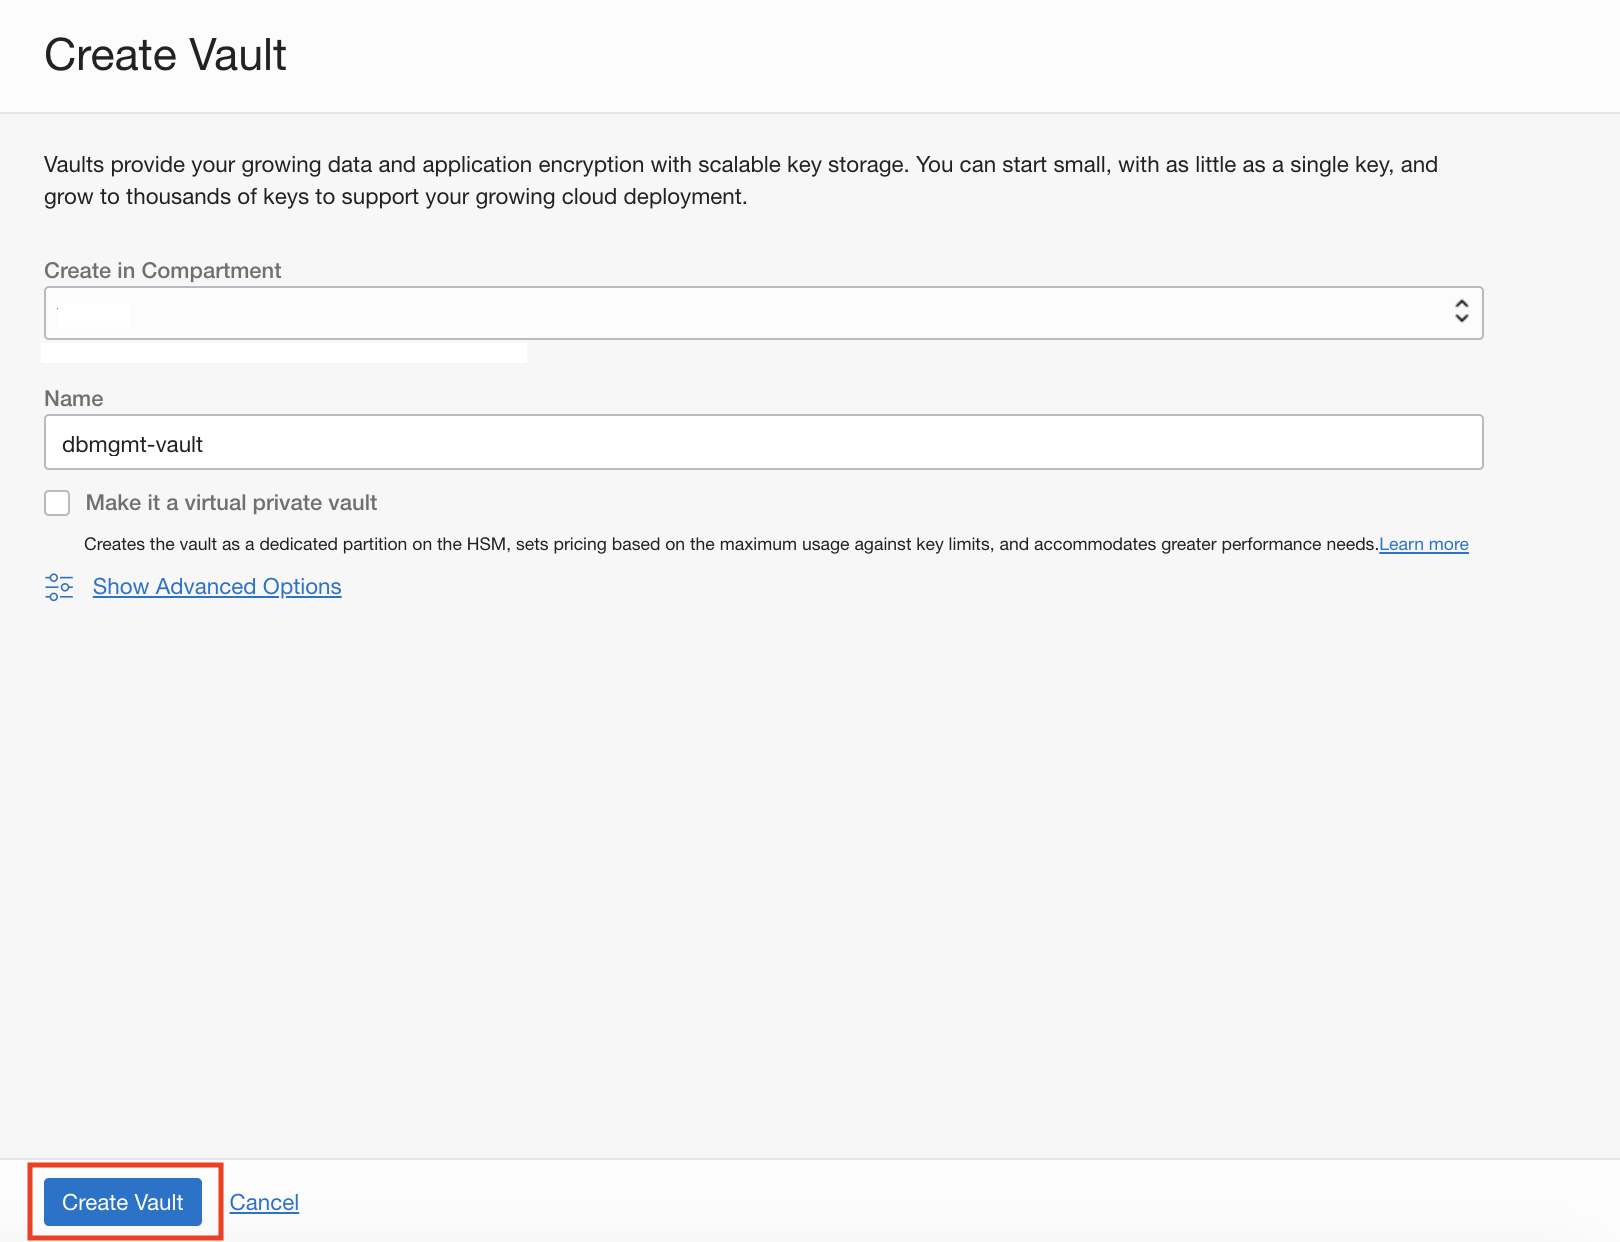 Create Vault
Vaults provide your growing data and application encryption with scalable key storage. You can start small, with as little as a single key, and
grow to thousands of keys to support your growing cloud deployment.
Create in Compartment
Name
dbmgmt-vault
Make it a virtual private vault
Creates the vault as a dedicated partition on the HSM, sets pricing based on the maximum usage against key limits, and accommodates greater performance needs.Learn more
Show Advanced Options
Create Vault Cancel